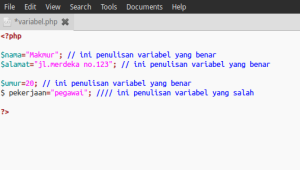 File Edit View Search Tools Documents Help
*variabel.php
<?php
$nama="Makmur"; // ini penulisan variabel yang benar
$alamat="jl.merdeka no.123"; // ini penulisan variabel yang benar
$umur=20; // ini penulisan variabel yang benar
$ pekerjaan="pegawai"; //// ini penulisan variabel yang salah
?>